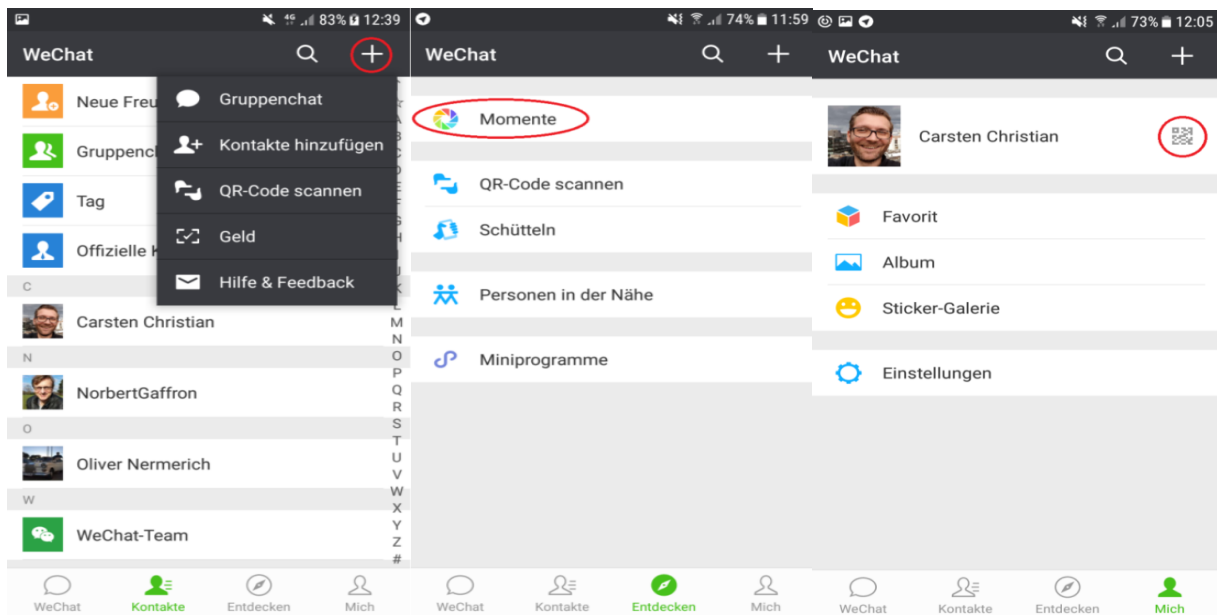 4G 83% 12:39
WeChat
Neue Freu
Gruppenchat
Gruppencl
Kontakte hinzufügen
Tag
QR-Code scannen
Offizielle K
Geld
Hilfe & Feedback
C
Carsten Christian
N
NorbertGaffron
O
Oliver Nermerich
W
WeChat-Team
L
M
N
O
P
Q
R
S
T
U
V
W
X
Y
Z
#
WeChat Kontakte Entdecken Mich
74% 11:59
WeChat
Momente
QR-Code scannen
Schütteln
Personen in der Nähe
Miniprogramme
WeChat Kontakte Entdecken Mich
73% 12:05
WeChat
Carsten Christian
Favorit
Album
Sticker-Galerie
Einstellungen
WeChat Kontakte Entdecken Mich